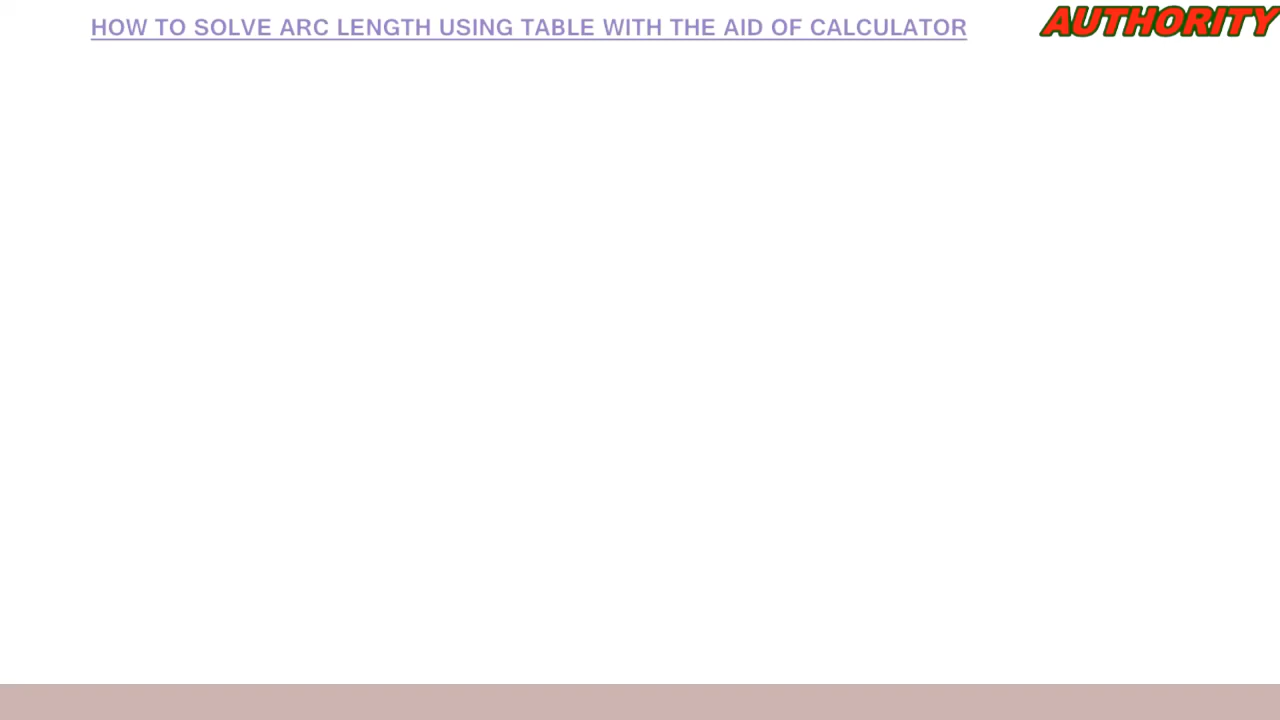 HOW TO SOLVE ARC LENGTH USING TABLE WITH THE AID OF CALCULATOR
AUTHORITY